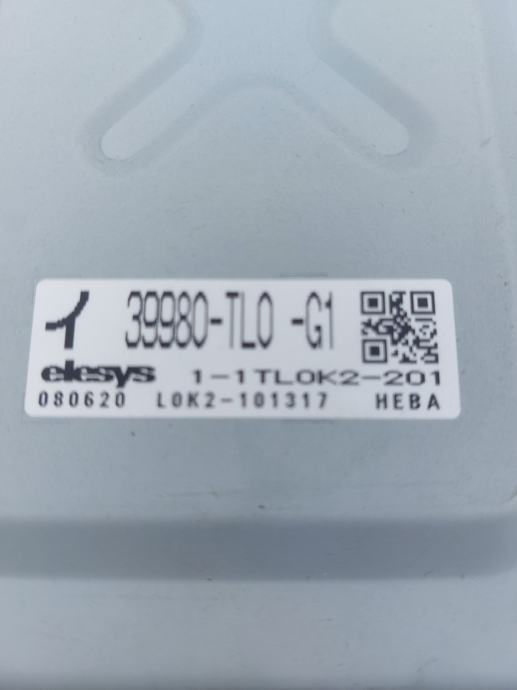 イ 39980-TL0 -G1
elesys 1-1TL0K2-201
080620 L0K2-101317 HEBA